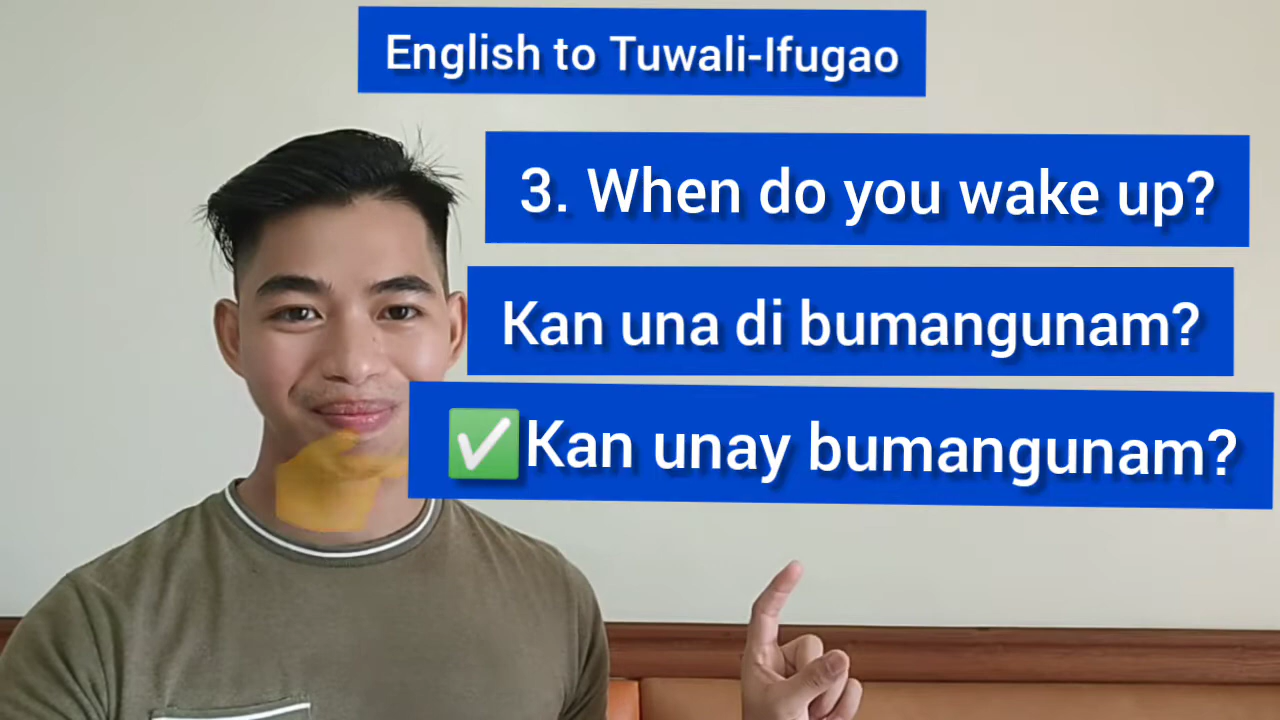 English to Tuwali-Ifugao
3. When do you wake up?
Kan una di bumangunam?
✅Kan unay bumangunam?